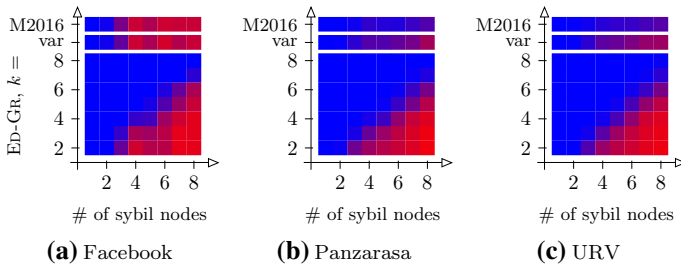 M2016 M2016 M2016
var var var
8 8 8
6 6 6
4 4 4
2 2 2
ED-GR, k =
2 4 6 8 2 4 6 8 2 4 6 8
# of sybil nodes # of sybil nodes # of sybil nodes
(a) Facebook (b) Panzarasa (c) URV